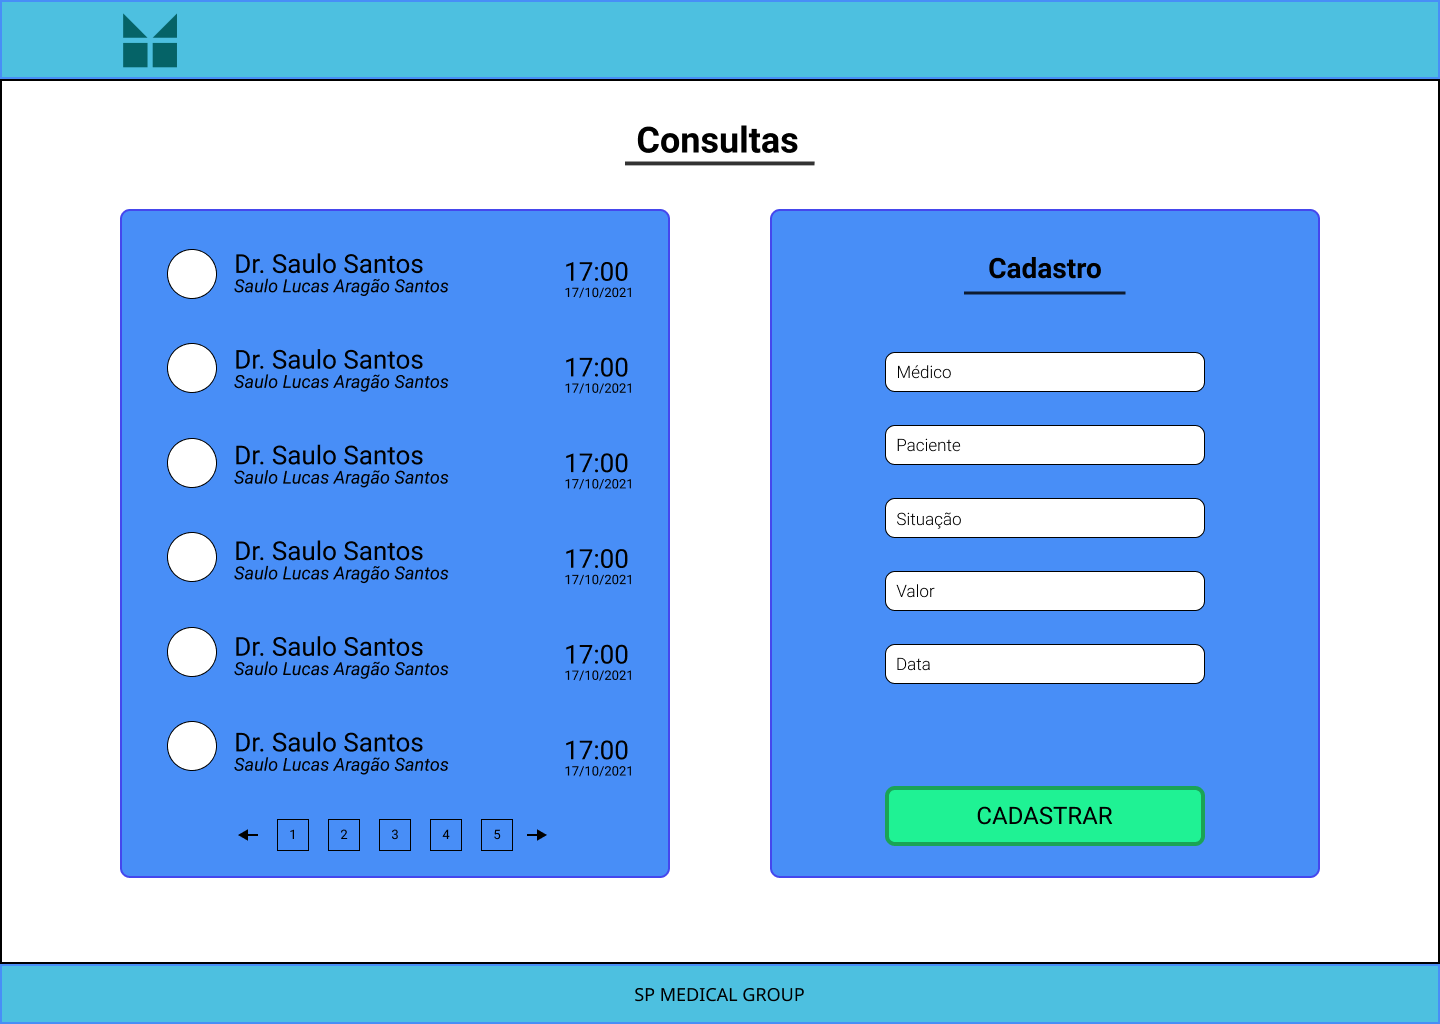 Consultas
Dr. Saulo Santos
Saulo Lucas Aragão Santos
17:00
17/10/2021
Dr. Saulo Santos
Saulo Lucas Aragão Santos
17:00
17/10/2021
Dr. Saulo Santos
Saulo Lucas Aragão Santos
17:00
17/10/2021
Dr. Saulo Santos
Saulo Lucas Aragão Santos
17:00
17/10/2021
Dr. Saulo Santos
Saulo Lucas Aragão Santos
17:00
17/10/2021
Dr. Saulo Santos
Saulo Lucas Aragão Santos
17:00
17/10/2021
1 2 3 4 5
Cadastro
Médico
Paciente
Situação
Valor
Data
CADASTRAR
SP MEDICAL GROUP